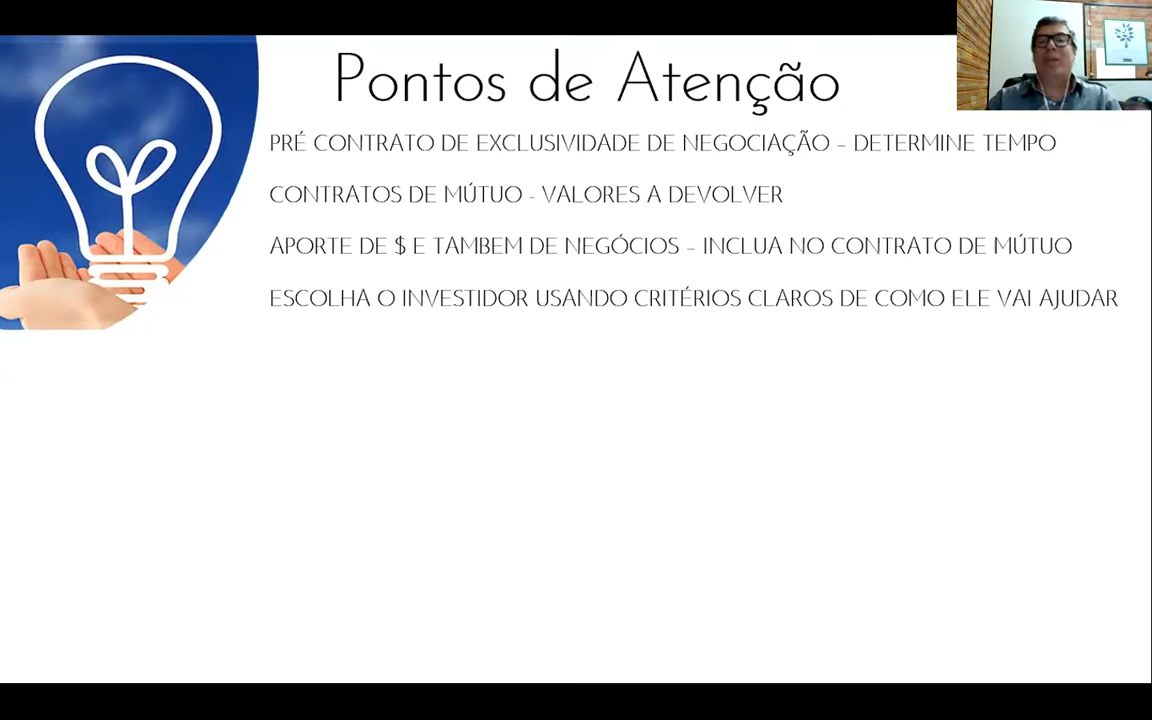 Pontos de Atenção
PRÉ CONTRATO DE EXCLUSIVIDADE DE NEGOCIAÇÃO – DETERMINE TEMPO
CONTRATOS DE MÚTUO - VALORES A DEVOLVER
APORTE DE $ E TAMBEM DE NEGÓCIOS – INCLUA NO CONTRATO DE MÚTUO
ESCOLHA O INVESTIDOR USANDO CRITÉRIOS CLAROS DE COMO ELE VAI AJUDAR